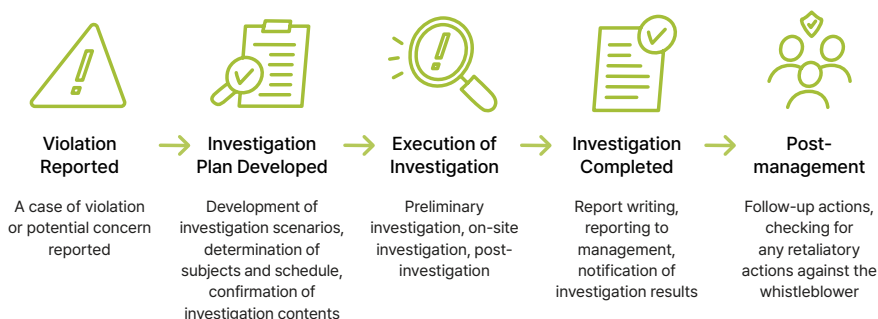 Violation
Reported
A case of violation
or potential concern
reported
Investigation
Plan Developed
Development of
investigation scenarios,
determination of
subjects and schedule,
confirmation of
investigation contents
Execution of
Investigation
Preliminary
investigation, on-site
investigation, post-
investigation
Investigation
Completed
Report writing,
reporting to
management,
notification of
investigation results
Post-
management
Follow-up actions,
checking for
any retaliatory
actions against the
whistleblower